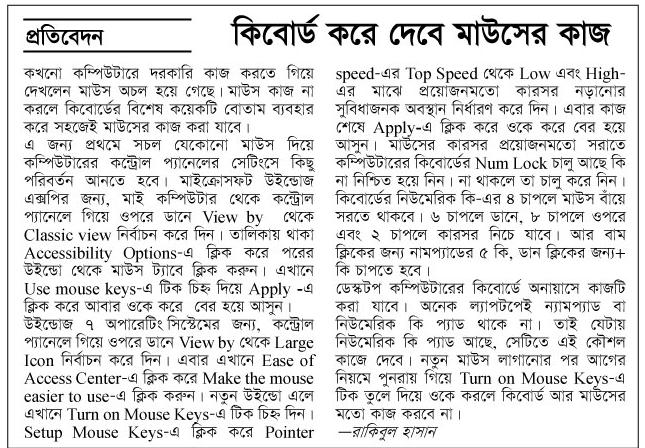 প্রতিবেদন
কিবোর্ড করে দেবে মাউসের কাজ
কখনো কম্পিউটারে দরকারি কাজ করতে গিয়ে
দেখলেন মাউস অচল হয়ে গেছে। মাউস কাজ না
করলে কিবোর্ডের বিশেষ কয়েকটি বোতাম ব্যবহার
করে সহজেই মাউসের কাজ করা যাবে।
এ জন্য প্রথমে সচল যেকোনো মাউস দিয়ে
কম্পিউটারের কন্ট্রোল প্যানেলের সেটিংসে কিছু
পরিবর্তন আনতে হবে। মাইক্রোসফট উইন্ডোজ
এক্সপির জন্য, মাই কম্পিউটার থেকে কন্ট্রোল
প্যানেলে গিয়ে ওপরে ডানে View by থেকে
Classic view নির্বাচন করে দিন। তালিকায় থাকা
Accessibility Options-এ ক্লিক করে পরের
উইন্ডো থেকে মাউস ট্যাবে ক্লিক করুন। এখানে
Use mouse keys-এ টিক চিহ্ন দিয়ে Apply -এ
ক্লিক করে আবার ওকে করে বের হয়ে আসুন।
উইন্ডোজ ৭ অপারেটিং সিস্টেমের জন্য, কন্ট্রোল
প্যানেলে গিয়ে ওপরে ডানে View by থেকে Large
Icon নির্বাচন করে দিন। এবার এখানে Ease of
Access Center-এ ক্লিক করে Make the mouse
easier to use-এ ক্লিক করুন। নতুন উইন্ডো এলে
এখানে Turn on Mouse Keys-এ টিক চিহ্ন দিন।
Setup Mouse Keys-এ ক্লিক করে Pointer
speed-এর Top Speed থেকে Low এবং High-
এর মাঝে প্রয়োজনমতো কারসর নড়ানোর
সুবিধাজনক অবস্থান নির্ধারণ করে দিন। এবার কাজ
শেষে Apply-এ ক্লিক করে ওকে করে বের হয়ে
আসুন। মাউসের কারসর প্রয়োজনমতো সরাতে
কম্পিউটারের কিবোর্ডের Num Lock চালু আছে কি
না নিশ্চিত হয়ে নিন। না থাকলে তা চালু করে নিন।
কিবোর্ডের নিউমেরিক কি-এর ৪ চাপলে মাউস বাঁয়ে
সরতে থাকবে। ৬ চাপলে ডানে, ৮ চাপলে ওপরে
এবং ২ চাপলে কারসর নিচে যাবে। আর বাম
ক্লিকের জন্য নামপ্যাডের ৫ কি, ডান ক্লিকের জন্য+
কি চাপতে হবে।
ডেস্কটপ কম্পিউটারের কিবোর্ডে অনায়াসে কাজটি
করা যাবে। অনেক ল্যাপটপেই ন্যামপ্যাড বা
নিউমেরিক কি প্যাড থাকে না। তাই যেটায়
নিউমেরিক কি প্যাড আছে, সেটিতে এই কৌশল
কাজে দেবে। নতুন মাউস লাগানোর পর আগের
নিয়মে পুনরায় গিয়ে Turn on Mouse Keys-এ
টিক তুলে দিয়ে ওকে করলে কিবোর্ড আর মাউসের
মতো কাজ করবে না।
—রাকিবুল হাসান